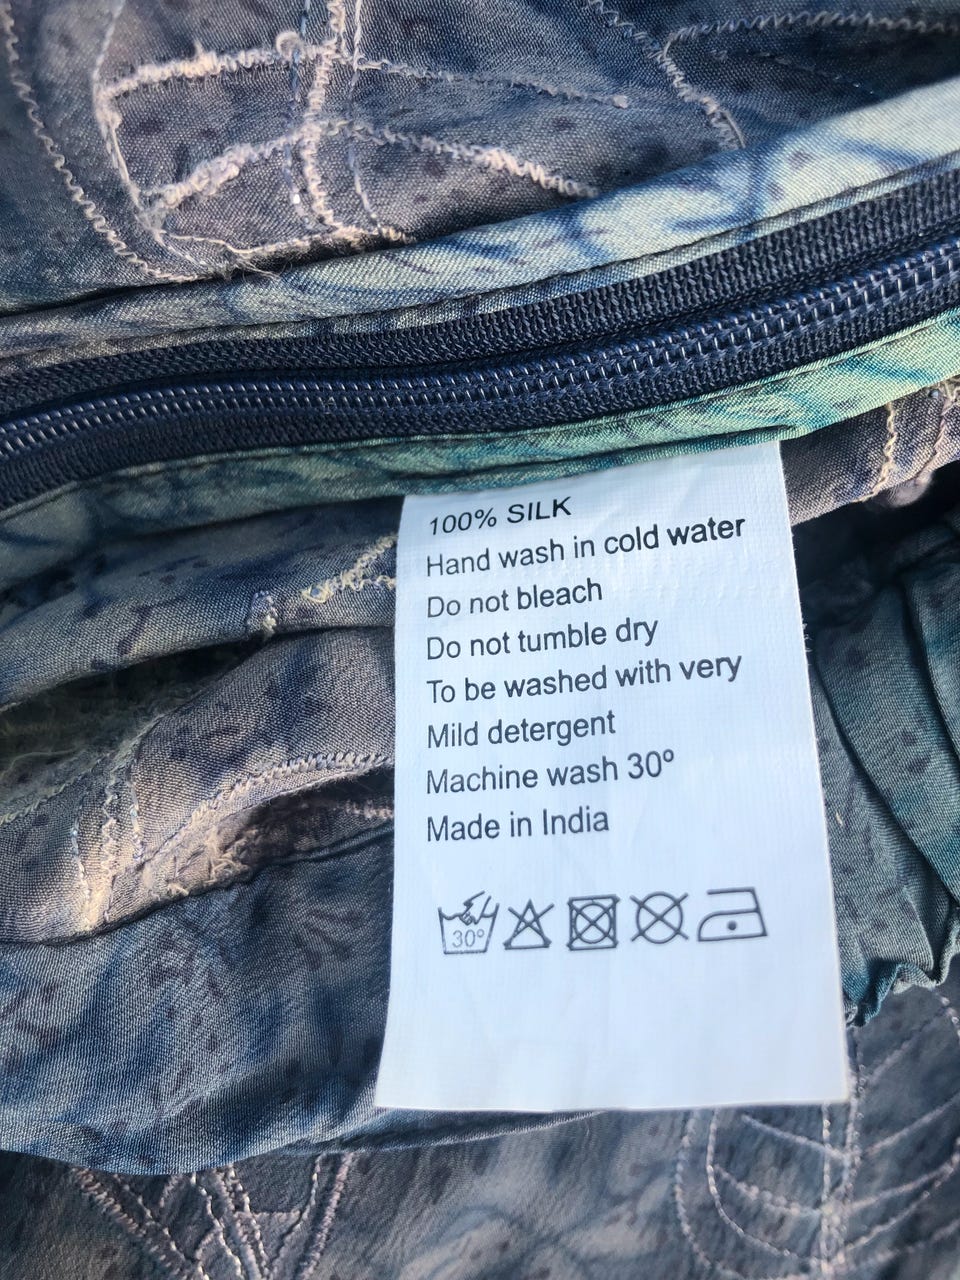 100% SILK
Hand wash in cold water
Do not bleach
Do not tumble dry
To be washed with very
Mild detergent
Machine wash 30º
Made in India
30º